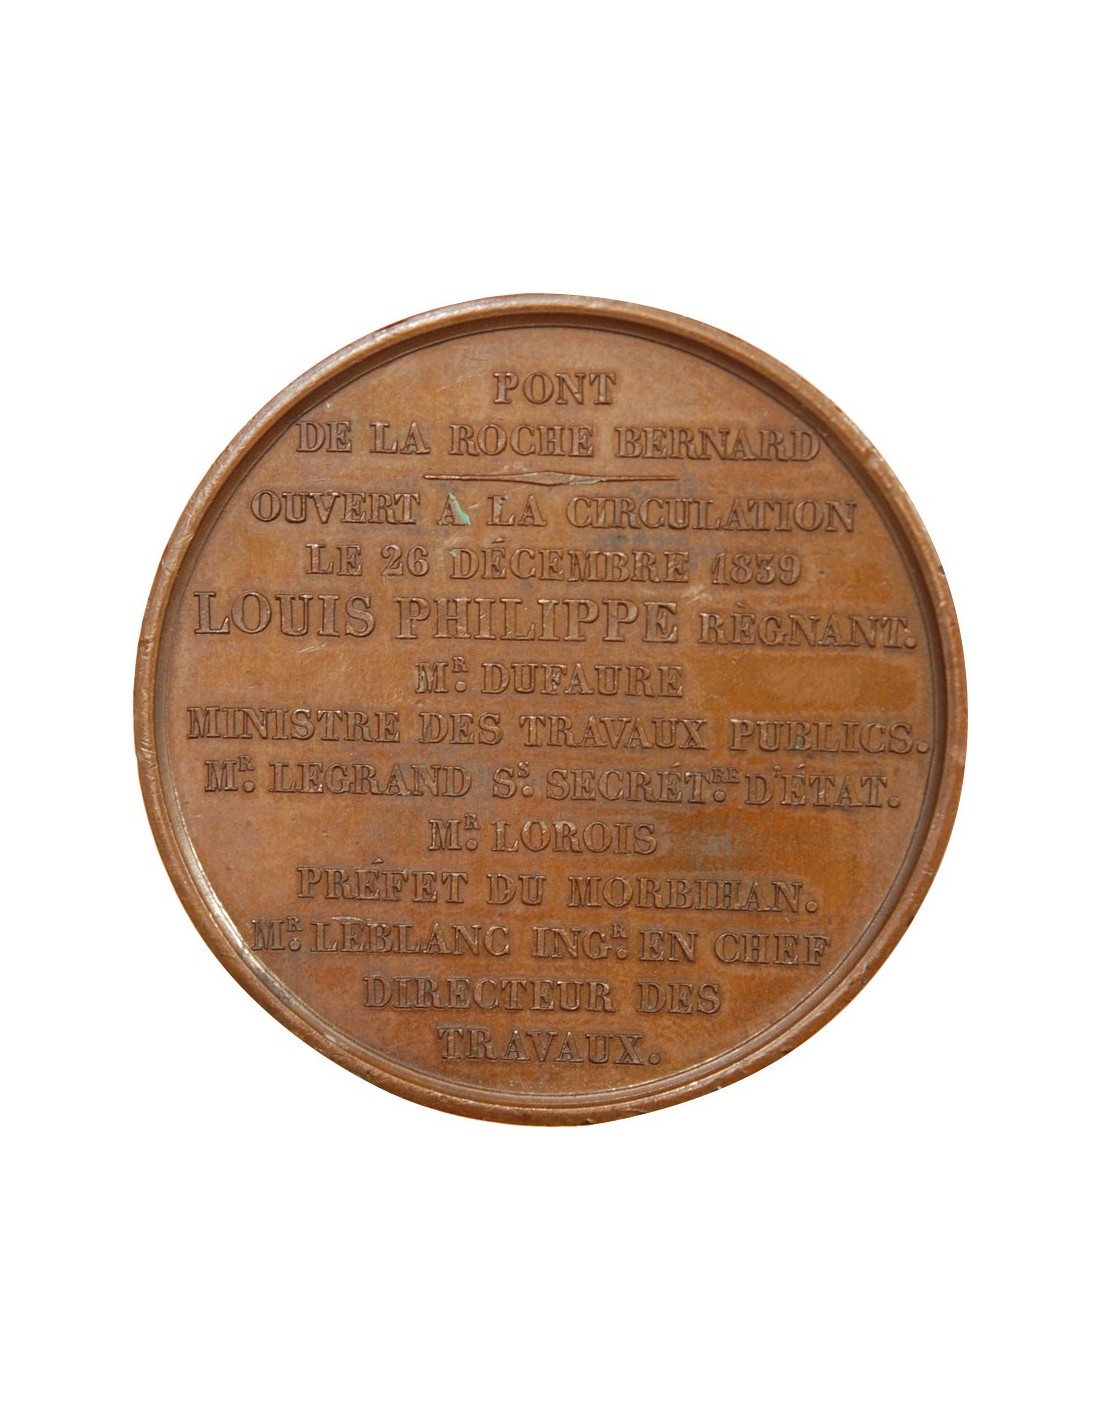 PONT
DE LA ROCHE BERNARD
OUVERT A LA CIRCULATION
LE 26 DÉCEMBRE 1839
LOUIS PHILIPPE RÈGNANT.
Mᴿ. DUFAURE
MINISTRE DES TRAVAUX PUBLICS.
Mᴿ. LEGRAND Sˢ. SECRÉTᴿᴱ. D'ÉTAT.
Mᴿ. LOROIS
PRÉFET DU MORBIHAN.
Mᴿ. LEBLANC INGᴿ. EN CHEF
DIRECTEUR DES
TRAVAUX.